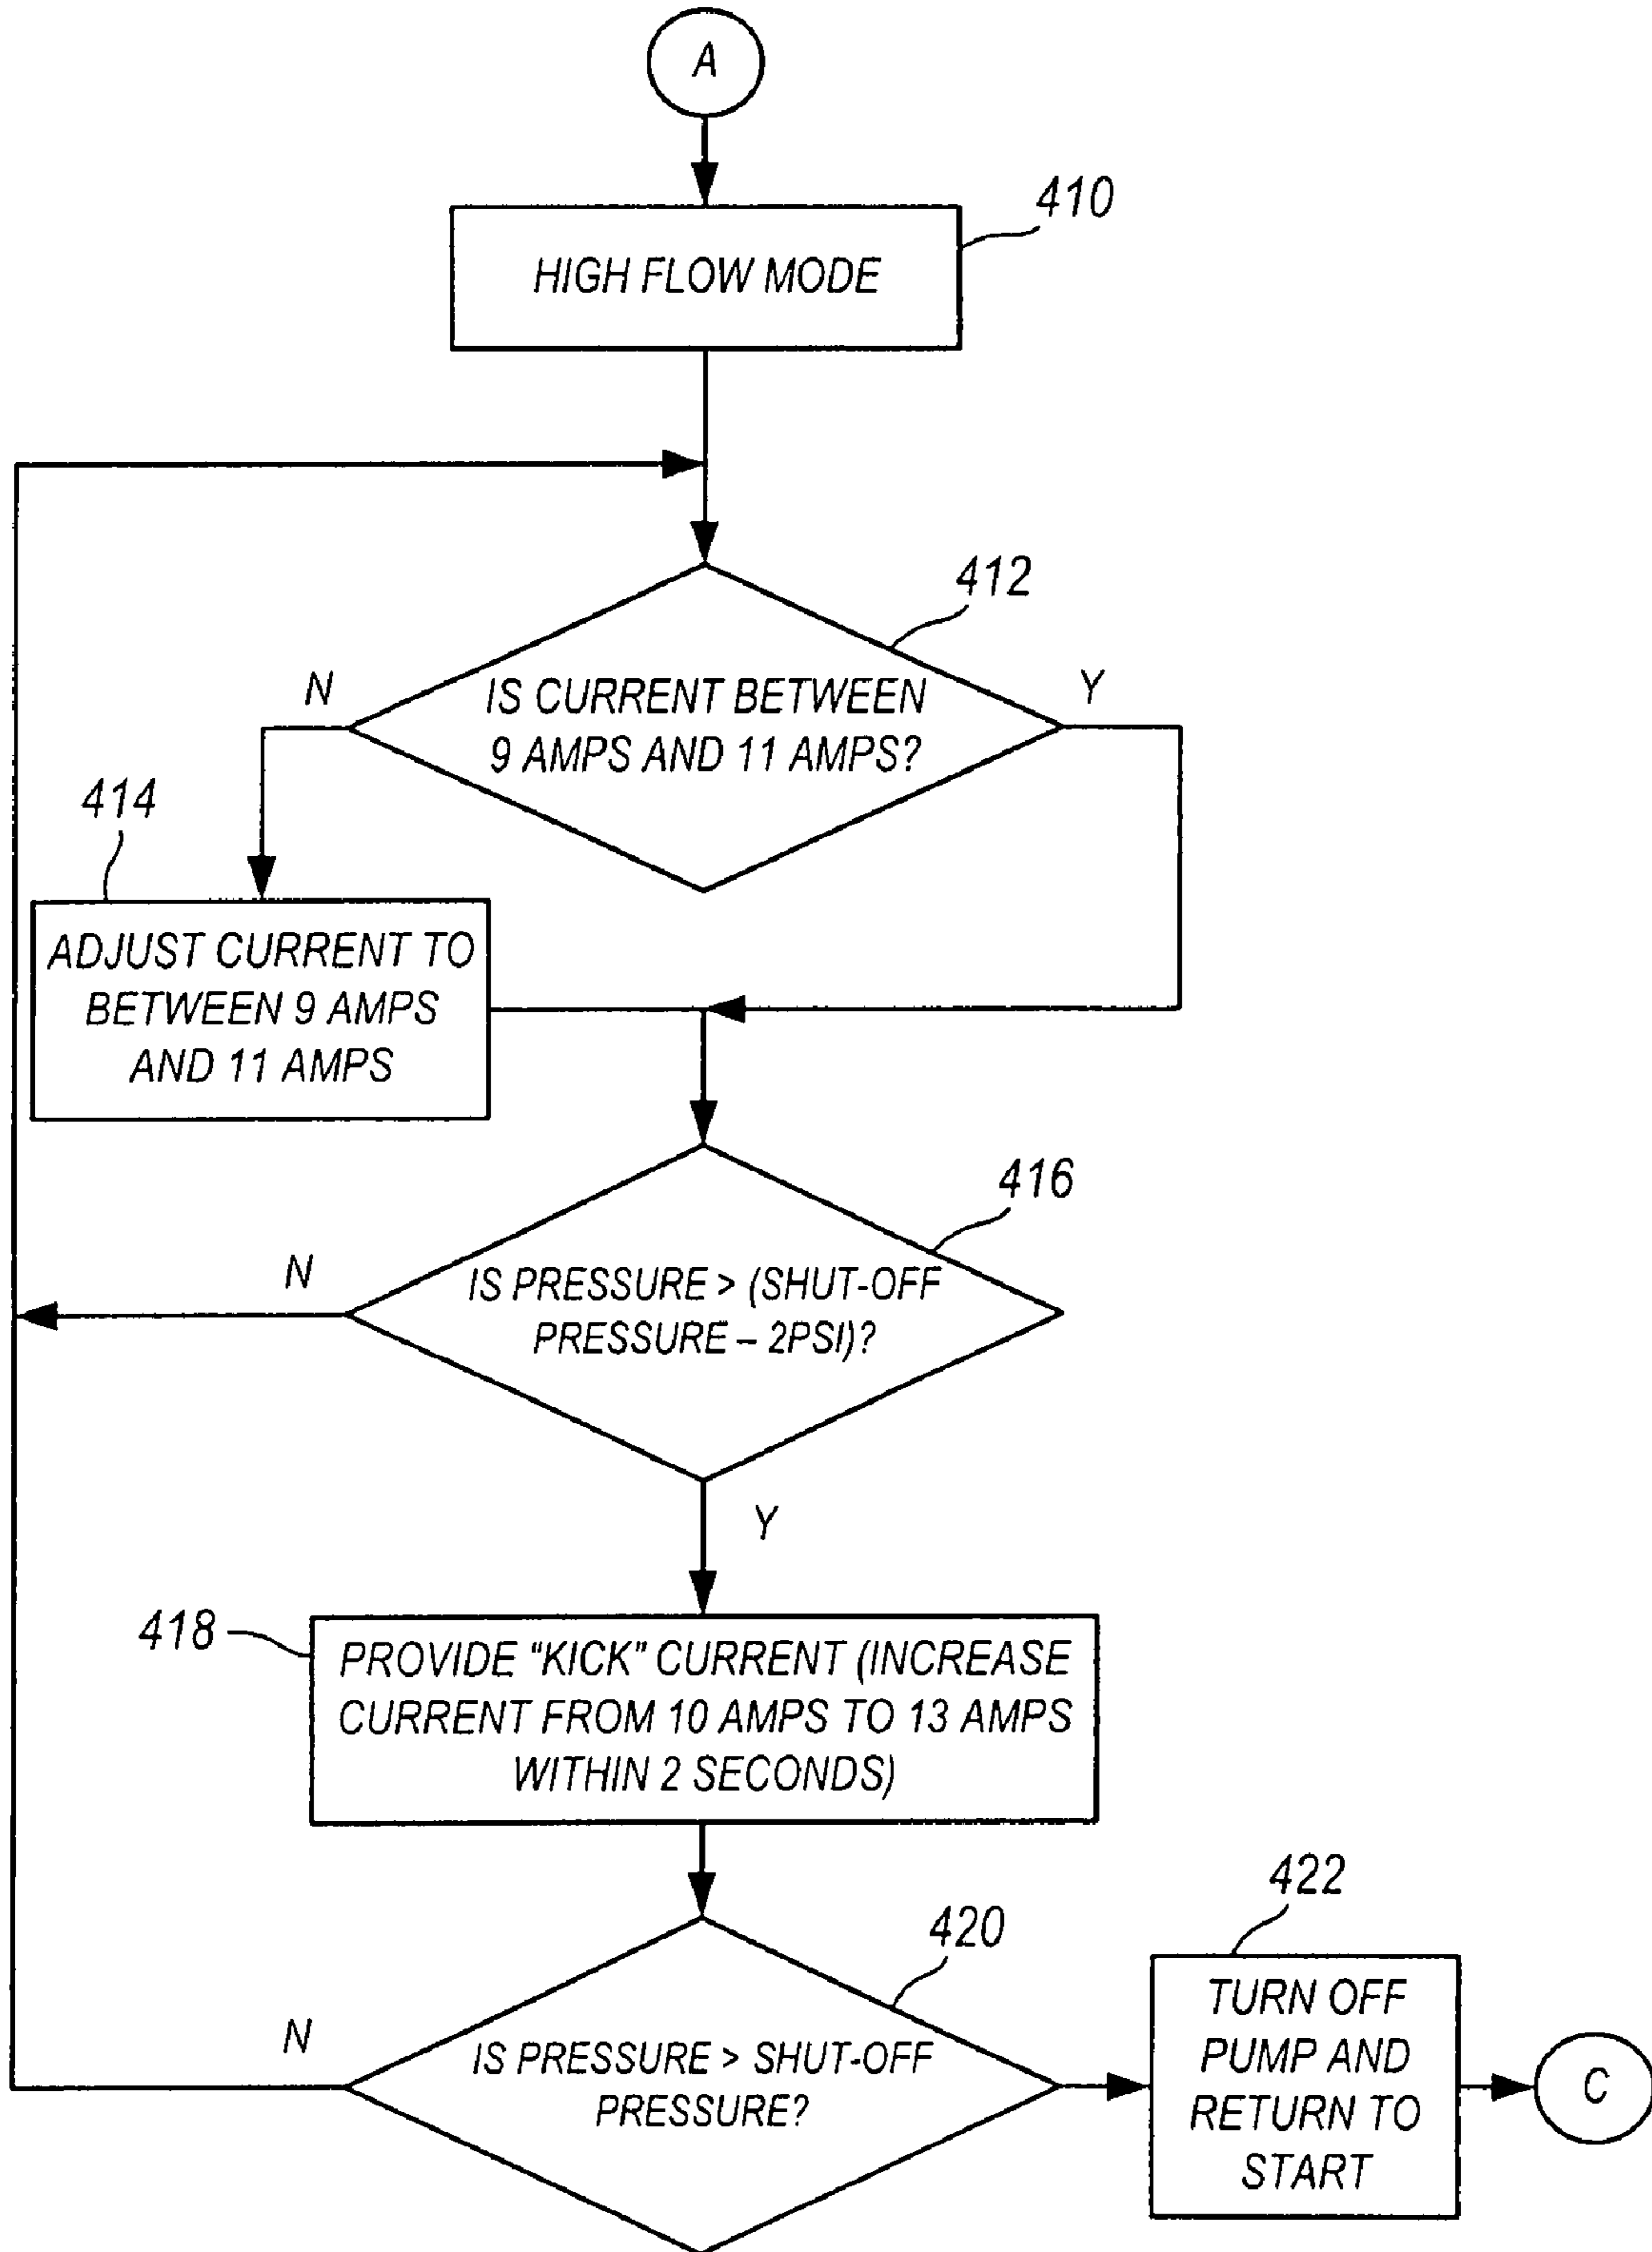 A
410
HIGH FLOW MODE
412
N
Y
IS CURRENT BETWEEN
9 AMPS AND 11 AMPS?
414
ADJUST CURRENT TO
BETWEEN 9 AMPS
AND 11 AMPS
416
N
IS PRESSURE > (SHUT-OFF
PRESSURE – 2PSI)?
Y
418
PROVIDE "KICK" CURRENT (INCREASE
CURRENT FROM 10 AMPS TO 13 AMPS
WITHIN 2 SECONDS)
420
N
IS PRESSURE > SHUT-OFF
PRESSURE?
422
TURN OFF
PUMP AND
RETURN TO
START
C